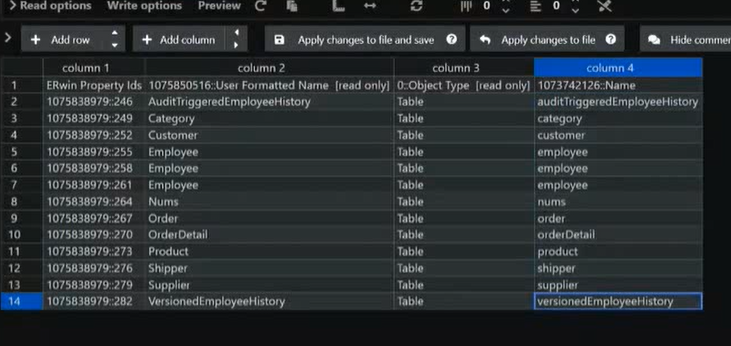 Read options Write options Preview 0 0
Add row Add column Apply changes to file and save Apply changes to file Hide commer
column 1 column 2 column 3 column 4
1 ERwin Property Ids 1075850516::User Formatted Name [read only] 0::Object Type [read only] 1073742126::Name
2 1075838979::246 AuditTriggeredEmployeeHistory Table auditTriggeredEmployeeHistory
3 1075838979::249 Category Table category
4 1075838979::252 Customer Table customer
5 1075838979::255 Employee Table employee
6 1075838979::258 Employee Table employee
7 1075838979::261 Employee Table employee
8 1075838979::264 Nums Table nums
9 1075838979::267 Order Table order
10 1075838979::270 OrderDetail Table orderDetail
11 1075838979::273 Product Table product
12 1075838979::276 Shipper Table shipper
13 1075838979::279 Supplier Table supplier
14 1075838979::282 VersionedEmployeeHistory Table versionedEmployeeHistory